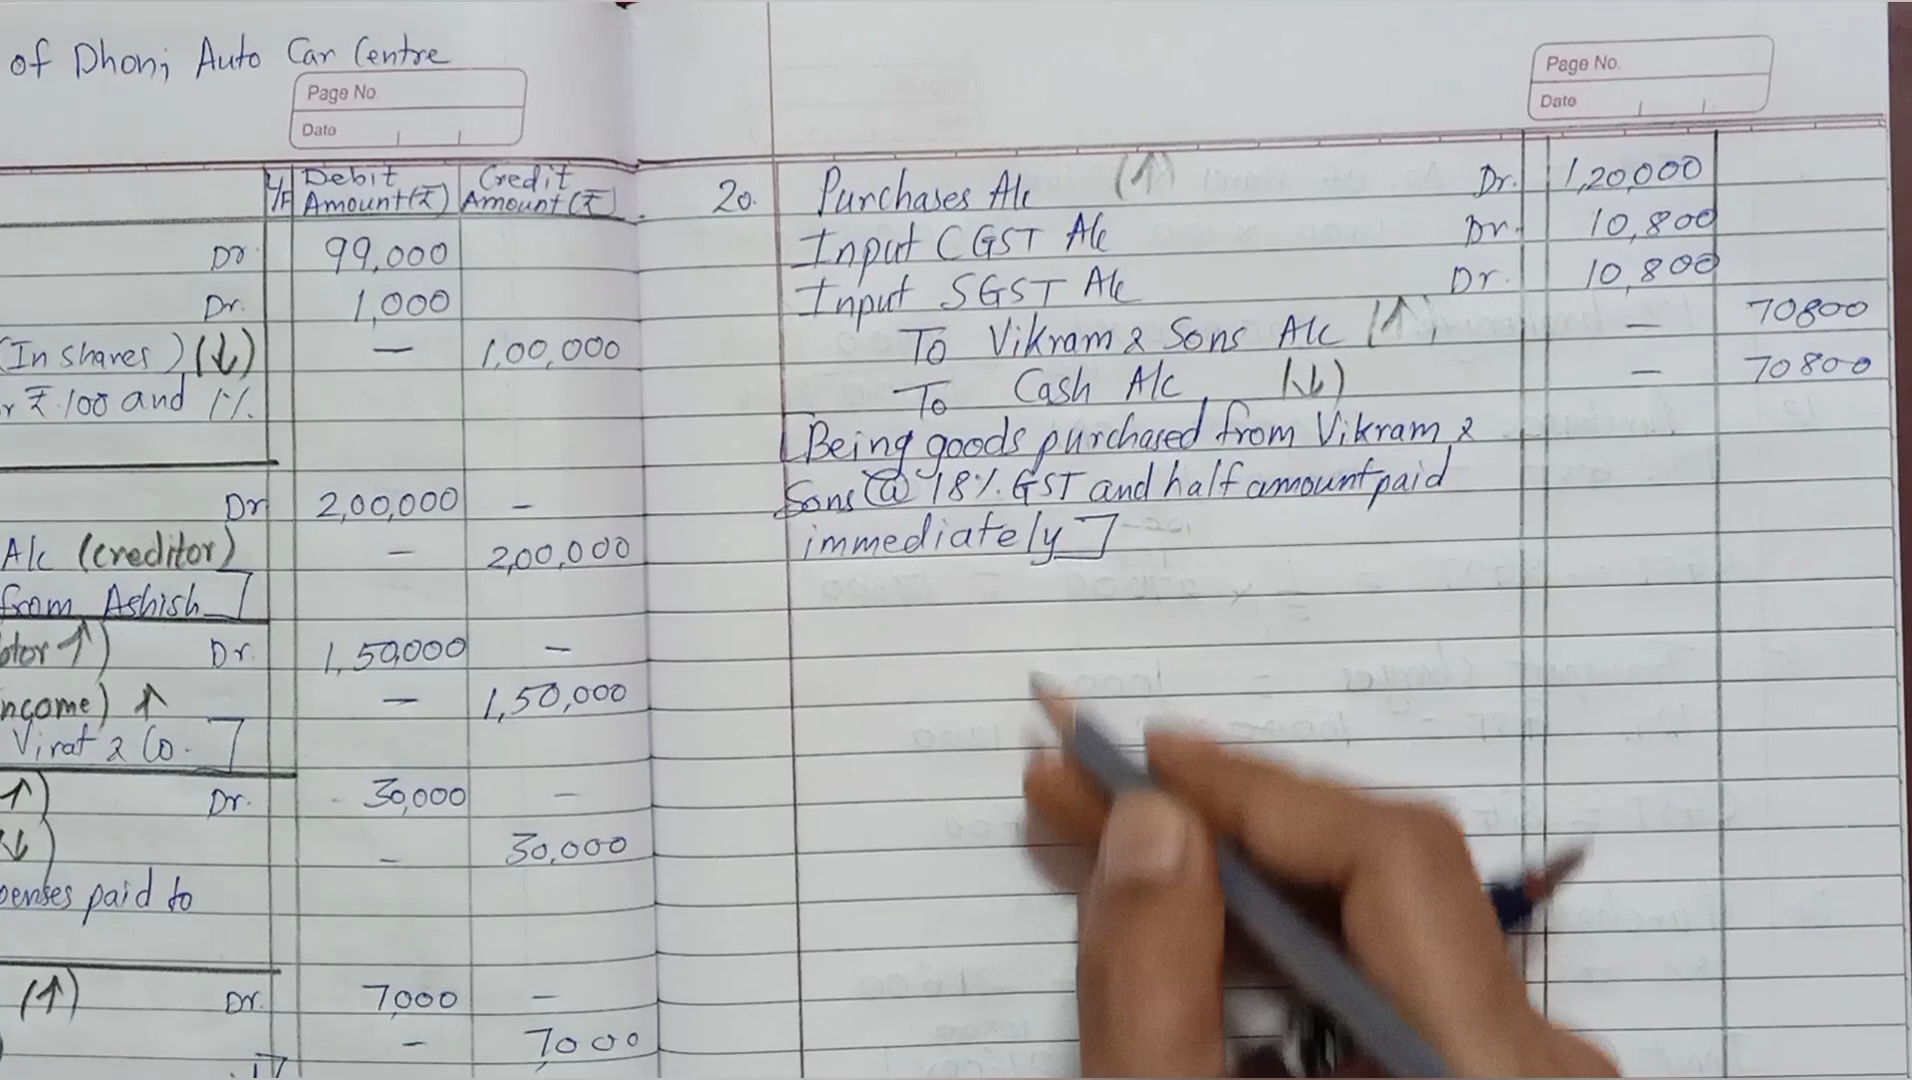 of Dhoni Auto Car Centre
Page No.
Date
L/F Debit Amount(₹) Credit Amount(₹)
Dr 99,000
Dr. 1,000
(In shares) (↓) — 1,00,000
₹.100 and 1%.
Dr 2,00,000 —
A/c (creditor) — 2,00,000
from Ashish]
↑) Dr. 1,50,000 —
↑ — 1,50,000
Virat & Co.]
↑) Dr. 30,000 —
↓) — 30,000
paid to
(↑) Dr. 7,000 —
— 7,000
Page No.
Date
20. Purchases A/c (↑) Dr. 1,20,000
Input CGST A/c Dr. 10,800
Input SGST A/c Dr. 10,800
To Vikram & Sons A/c (↑) — 70800
To Cash A/c (↓) — 70800
[Being goods purchased from Vikram &
Sons @ 18%. GST and half amount paid
immediately]